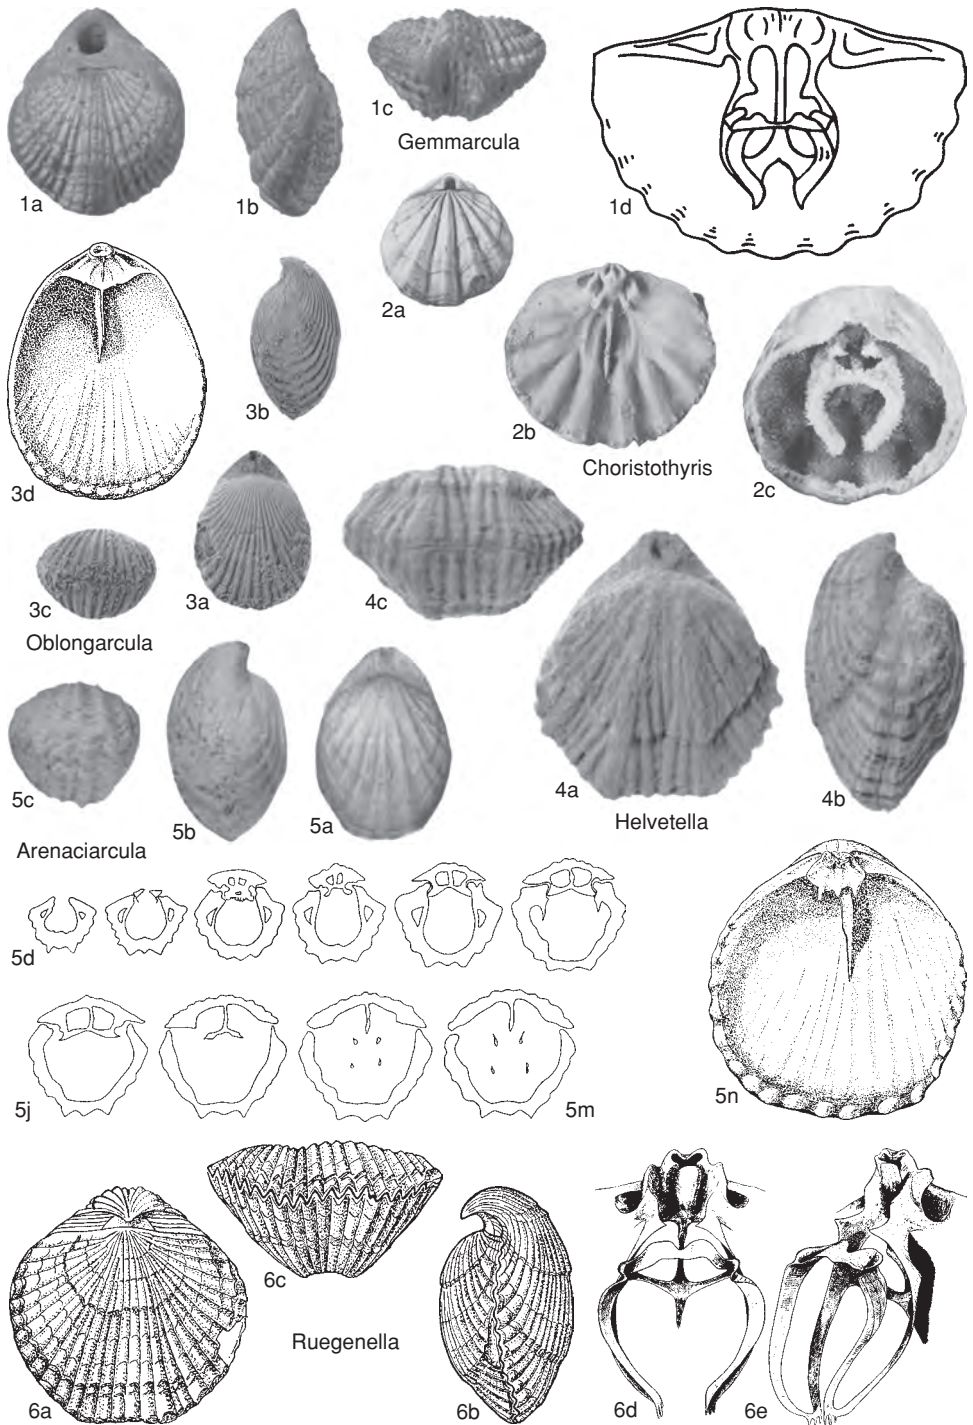 1a
1b
1c
Gemmarcula
1d
2a
3d
3b
2b
Choristothyris
2c
3c
Oblongarcula
3a
4c
5c
Arenaciarcula
5b
5a
4a
Helvetella
4b
5d
5j
5m
5n
6a
6c
Ruegenella
6b
6d
6e